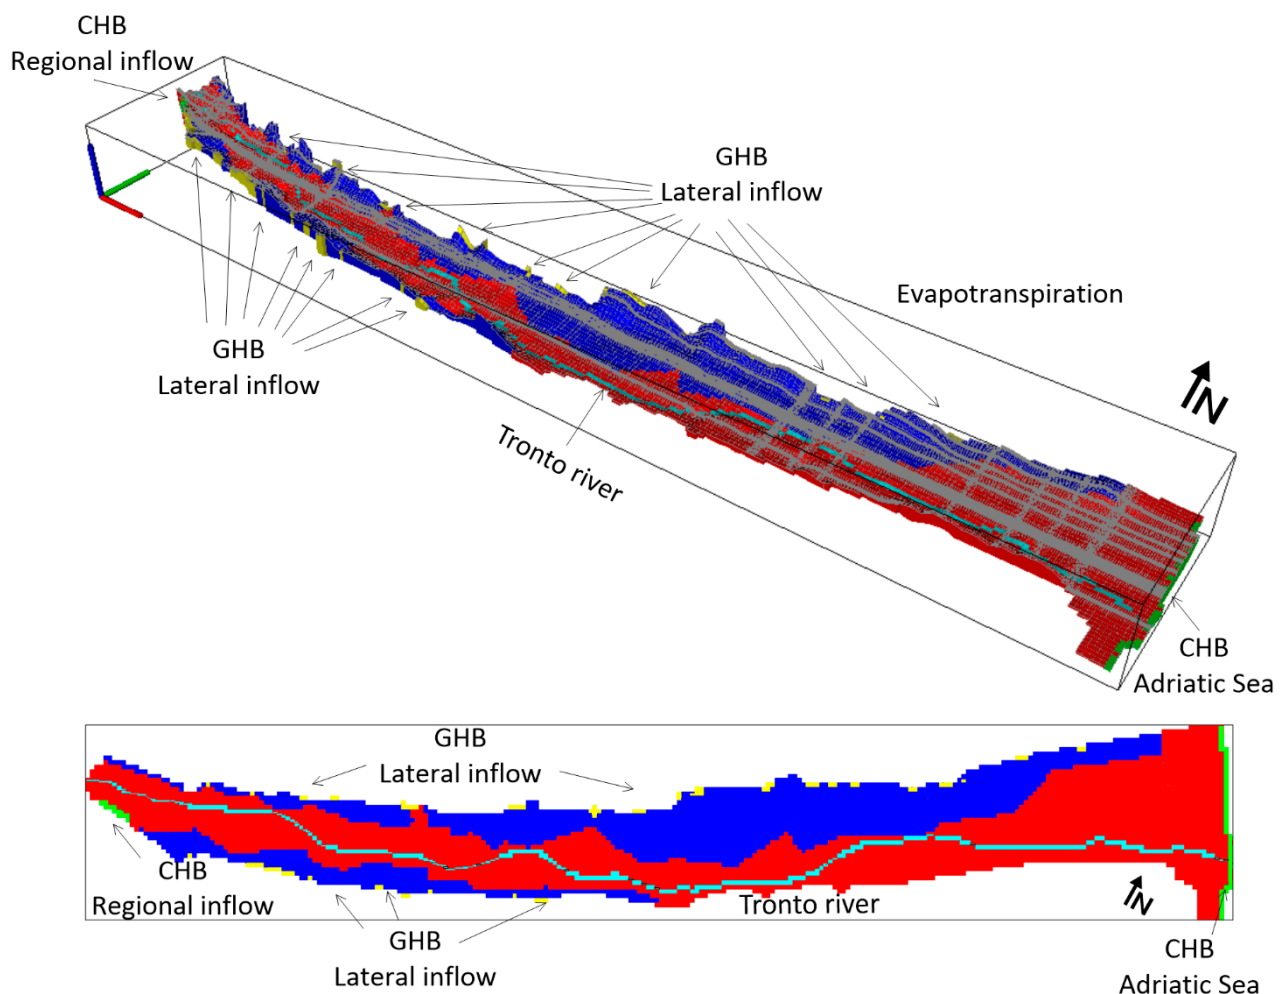 CHB
Regional inflow
GHB
Lateral inflow
Evapotranspiration
GHB
Lateral inflow
N
Tronto river
CHB
Adriatic Sea
GHB
Lateral inflow
CHB
Regional inflow
Tronto river
N
GHB
Lateral inflow
CHB
Adriatic Sea